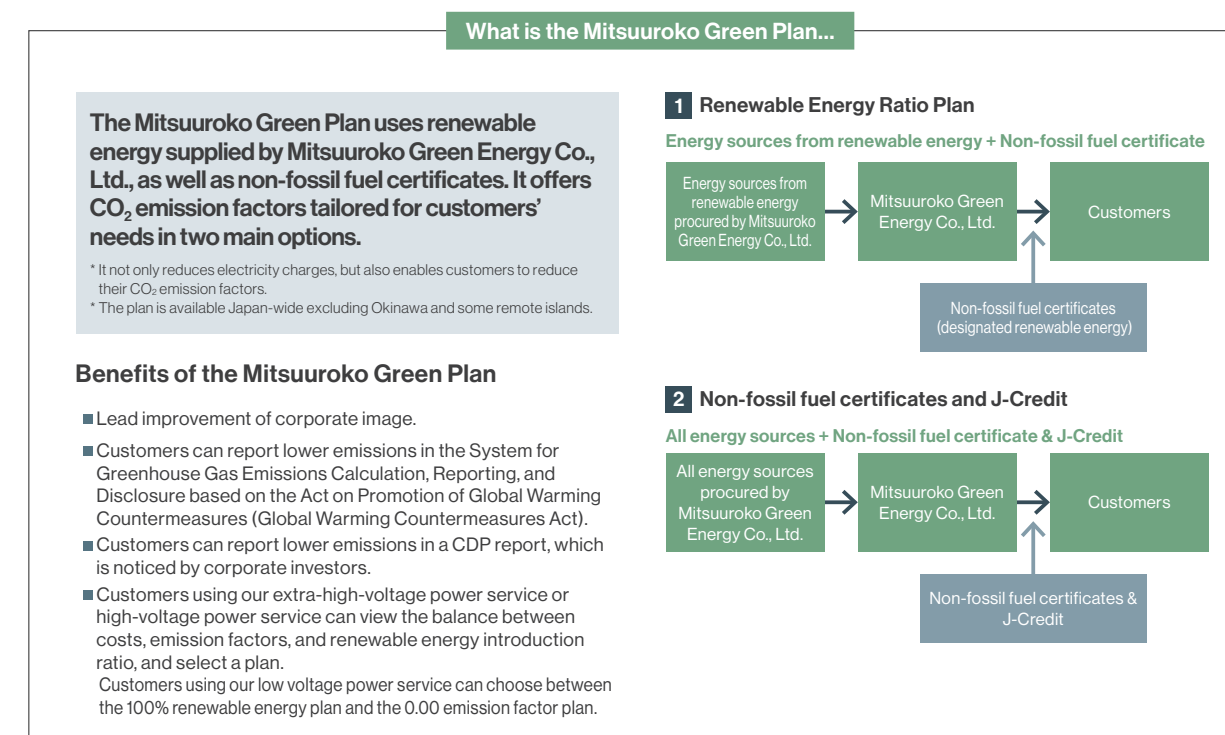 What is the Mitsuuroko Green Plan...
The Mitsuuroko Green Plan uses renewable
energy supplied by Mitsuuroko Green Energy Co.,
Ltd., as well as non-fossil fuel certificates. It offers
CO₂ emission factors tailored for customers’
needs in two main options.
* It not only reduces electricity charges, but also enables customers to reduce
their CO₂ emission factors.
* The plan is available Japan-wide excluding Okinawa and some remote islands.
Benefits of the Mitsuuroko Green Plan
■ Lead improvement of corporate image.
■ Customers can report lower emissions in the System for
Greenhouse Gas Emissions Calculation, Reporting, and
Disclosure based on the Act on Promotion of Global Warming
Countermeasures (Global Warming Countermeasures Act).
■ Customers can report lower emissions in a CDP report, which
is noticed by corporate investors.
■ Customers using our extra-high-voltage power service or
high-voltage power service can view the balance between
costs, emission factors, and renewable energy introduction
ratio, and select a plan.
Customers using our low voltage power service can choose between
the 100% renewable energy plan and the 0.00 emission factor plan.
1 Renewable Energy Ratio Plan
Energy sources from renewable energy + Non-fossil fuel certificate
Energy sources from
renewable energy
procured by Mitsuuroko
Green Energy Co., Ltd.
Mitsuuroko Green
Energy Co., Ltd.
Customers
Non-fossil fuel certificates
(designated renewable energy)
2 Non-fossil fuel certificates and J-Credit
All energy sources + Non-fossil fuel certificate & J-Credit
All energy sources
procured by
Mitsuuroko Green
Energy Co., Ltd.
Mitsuuroko Green
Energy Co., Ltd.
Customers
Non-fossil fuel certificates &
J-Credit